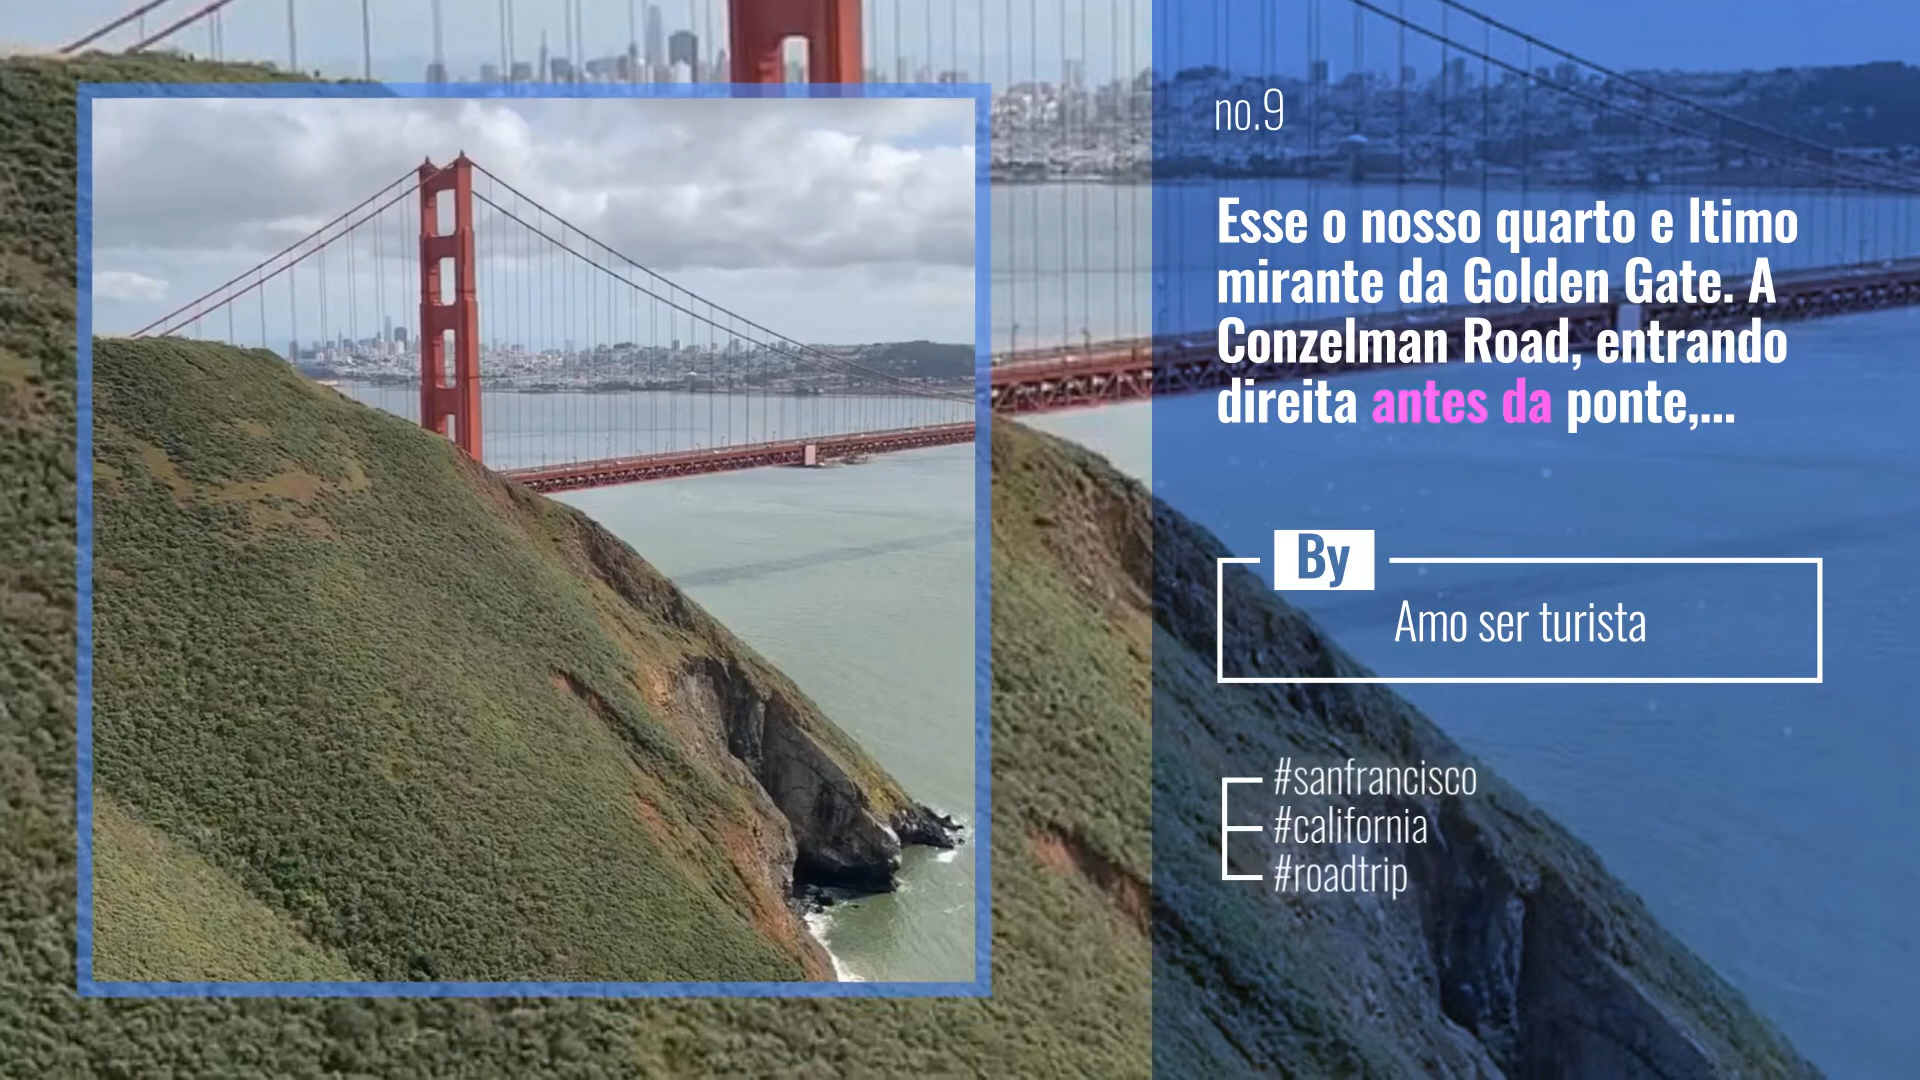 no.9
Esse o nosso quarto e ltimo
mirante da Golden Gate. A
Conzelman Road, entrando
direita antes da ponte,...
By
Amo ser turista
#sanfrancisco
#california
#roadtrip